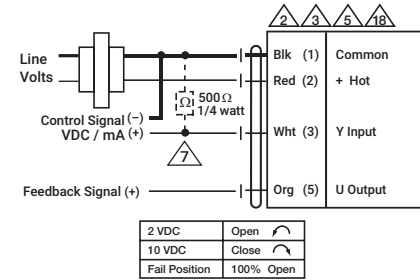 2 3 5 18
Line
Volts
Blk (1) Common
Red (2) + Hot
Ω 500Ω
1/4 watt
Control Signal (−)
VDC / mA (+)
Wht (3) Y Input
7
Feedback Signal (+)
Org (5) U Output
2 VDC Open
10 VDC Close
Fail Position 100% Open